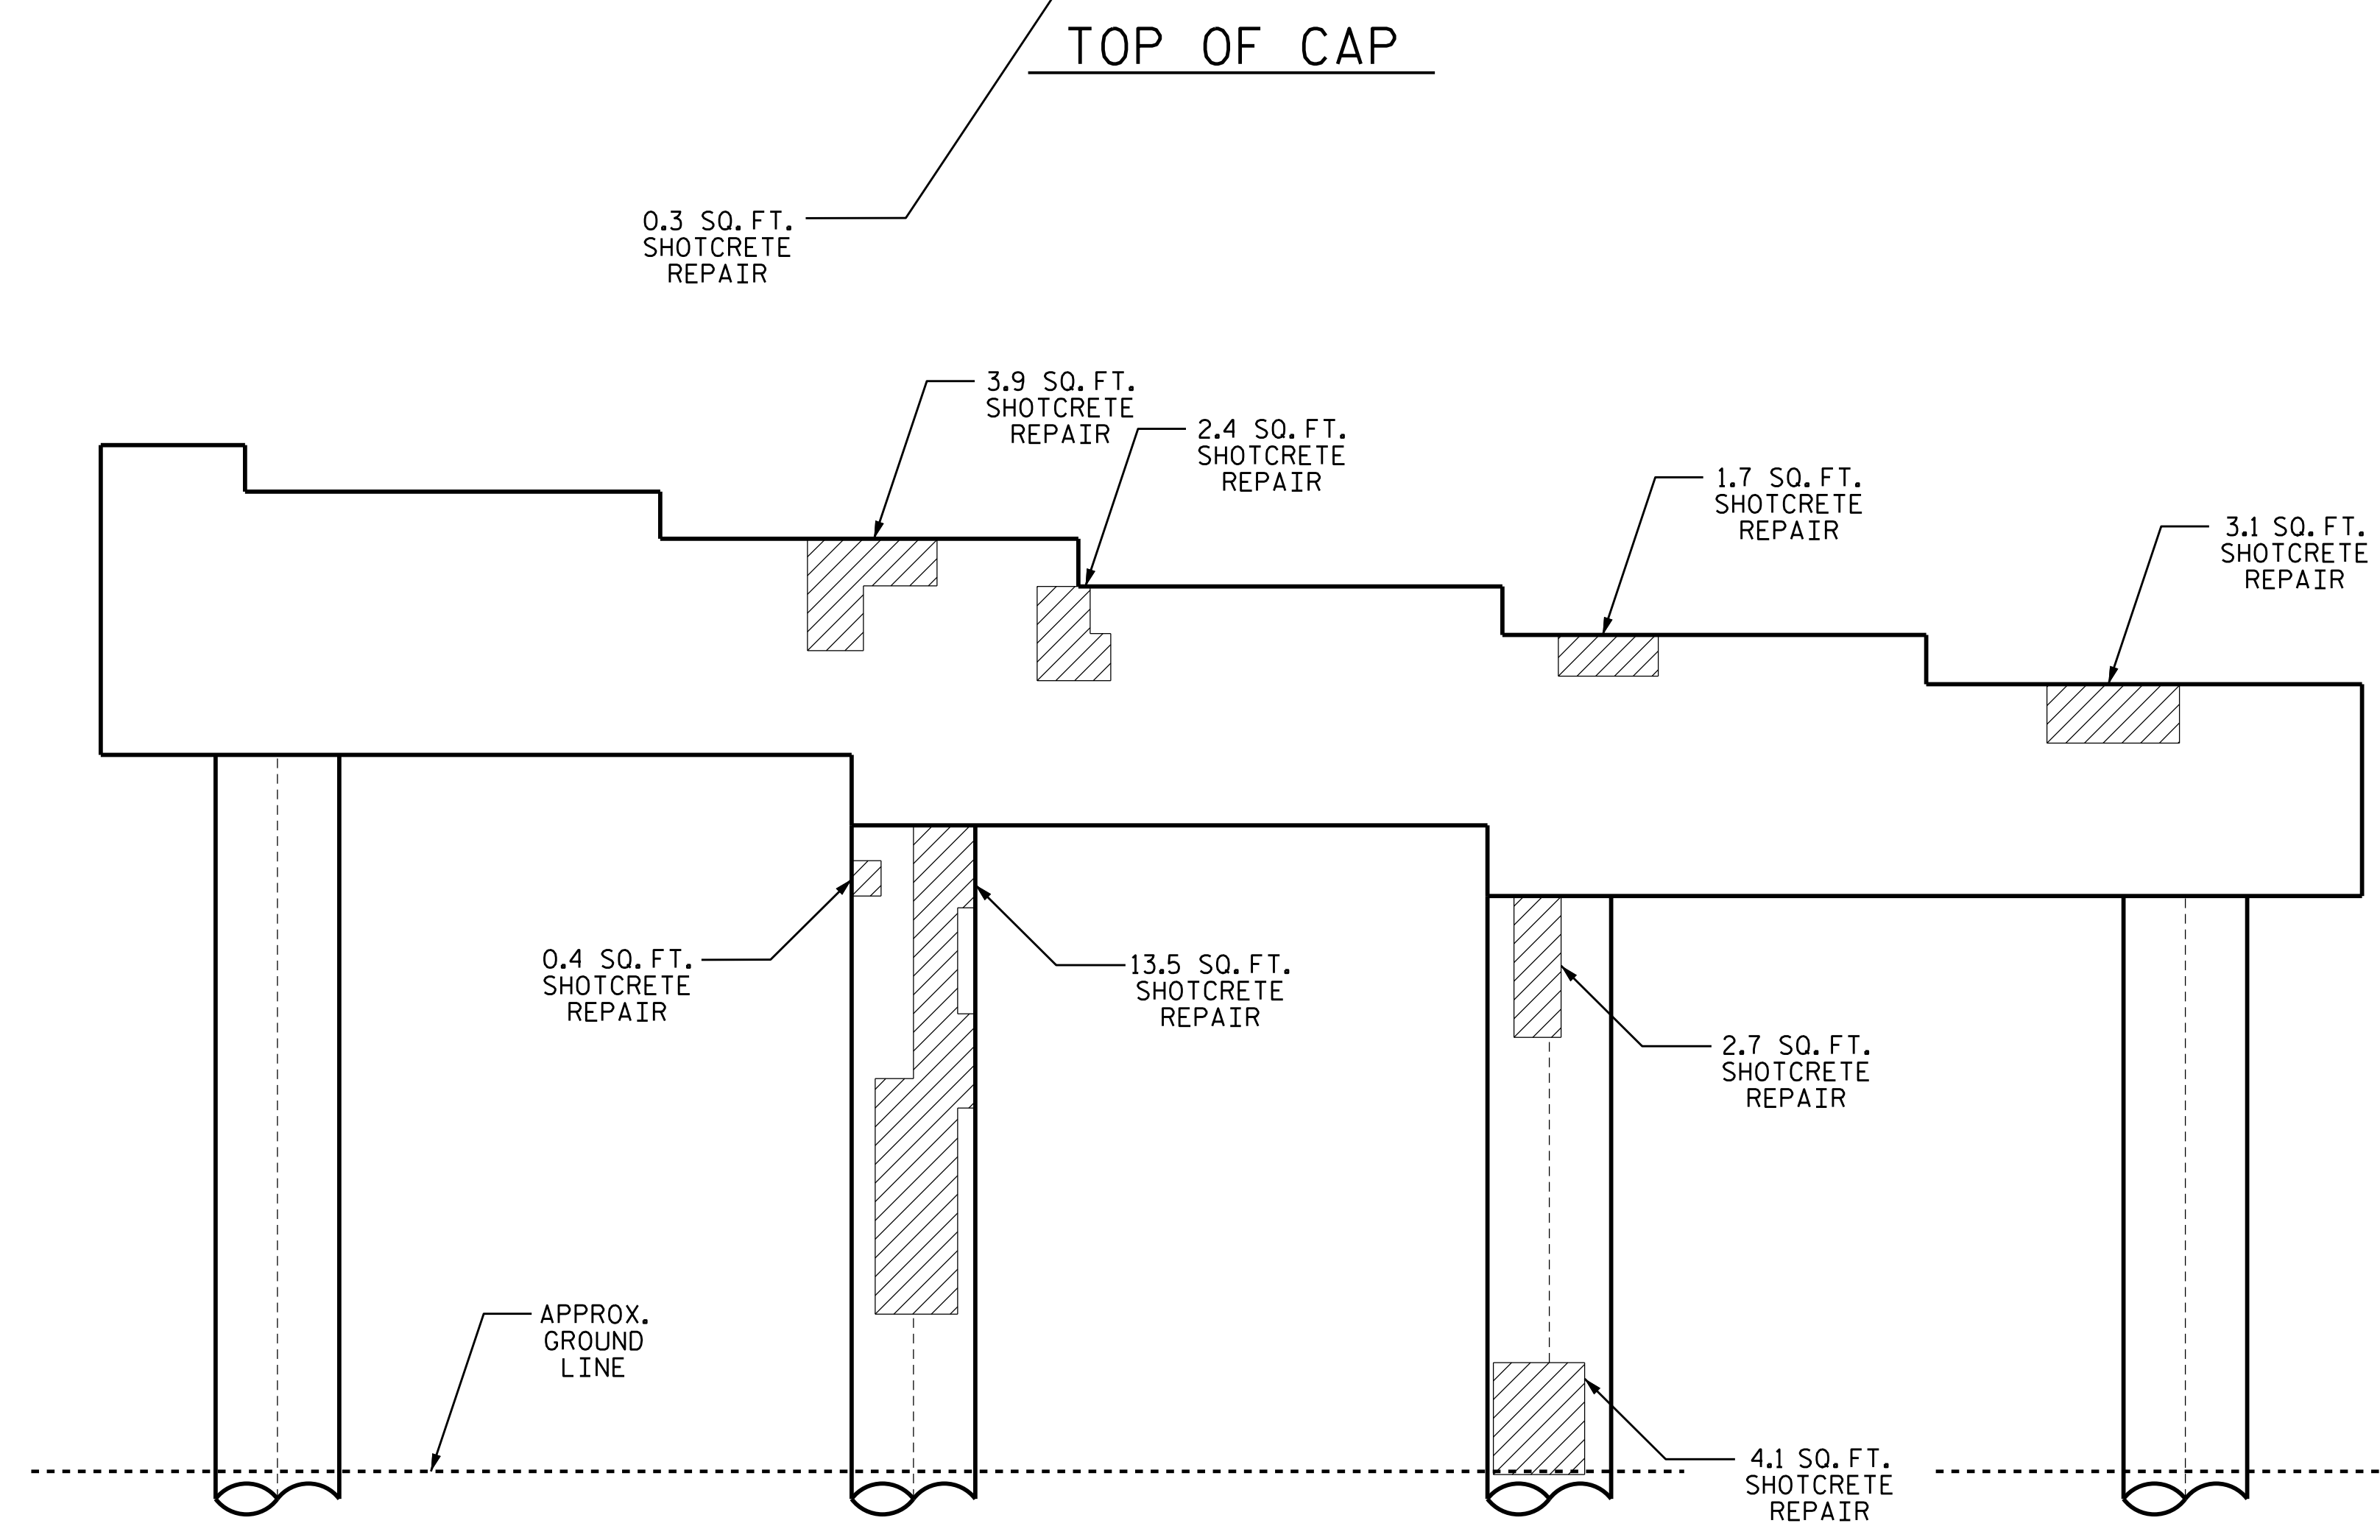 TOP OF CAP
0.3 SQ.FT.
SHOTCRETE
REPAIR
3.9 SQ.FT.
SHOTCRETE
REPAIR
2.4 SQ.FT.
SHOTCRETE
REPAIR
1.7 SQ.FT.
SHOTCRETE
REPAIR
3.1 SQ.FT.
SHOTCRETE
REPAIR
0.4 SQ.FT.
SHOTCRETE
REPAIR
13.5 SQ.FT.
SHOTCRETE
REPAIR
2.7 SQ.FT.
SHOTCRETE
REPAIR
APPROX.
GROUND
LINE
4.1 SQ.FT.
SHOTCRETE
REPAIR